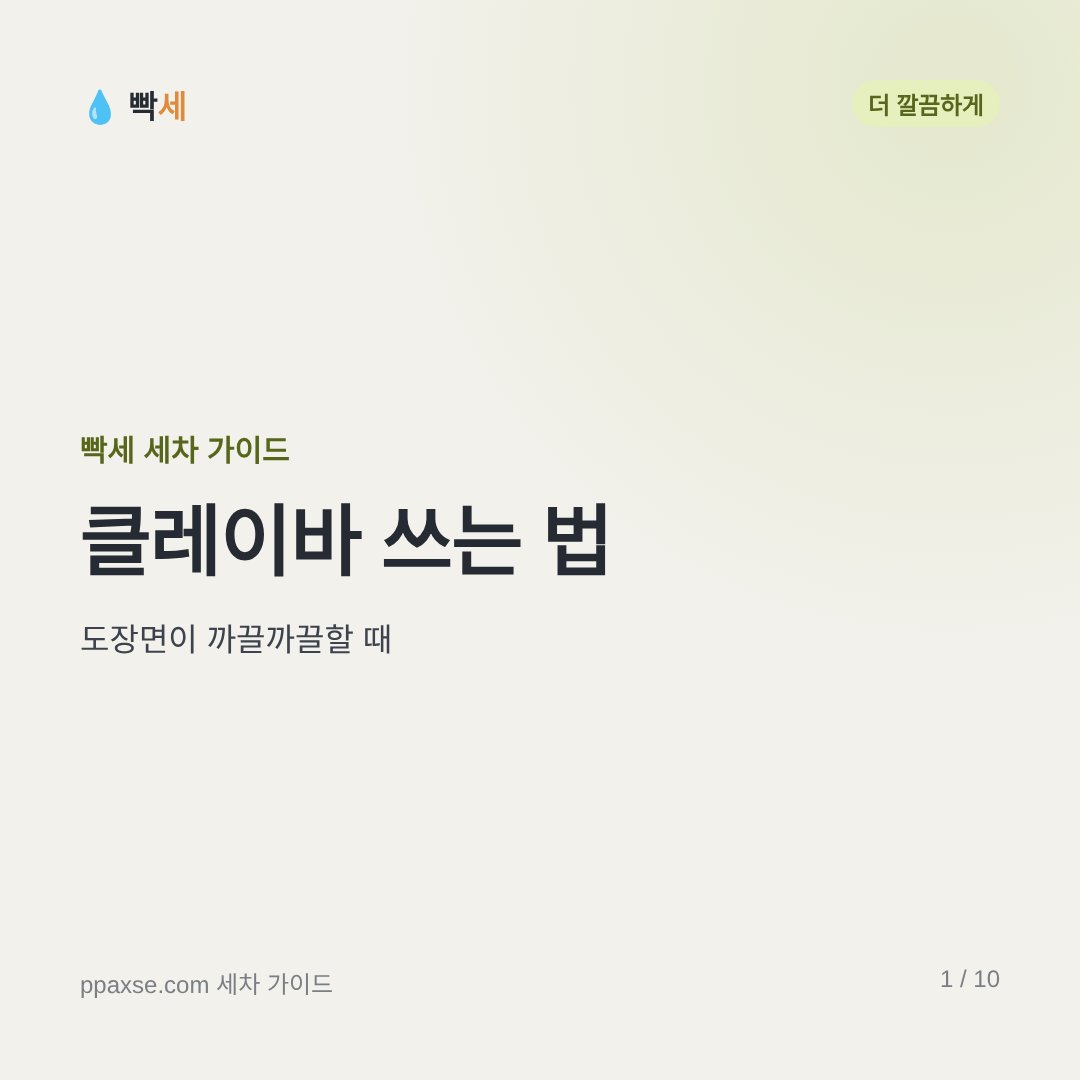 빡세
더 깔끔하게
빡세 세차 가이드
클레이바 쓰는 법
도장면이 까끌까끌할 때
ppaxse.com 세차 가이드
1 / 10